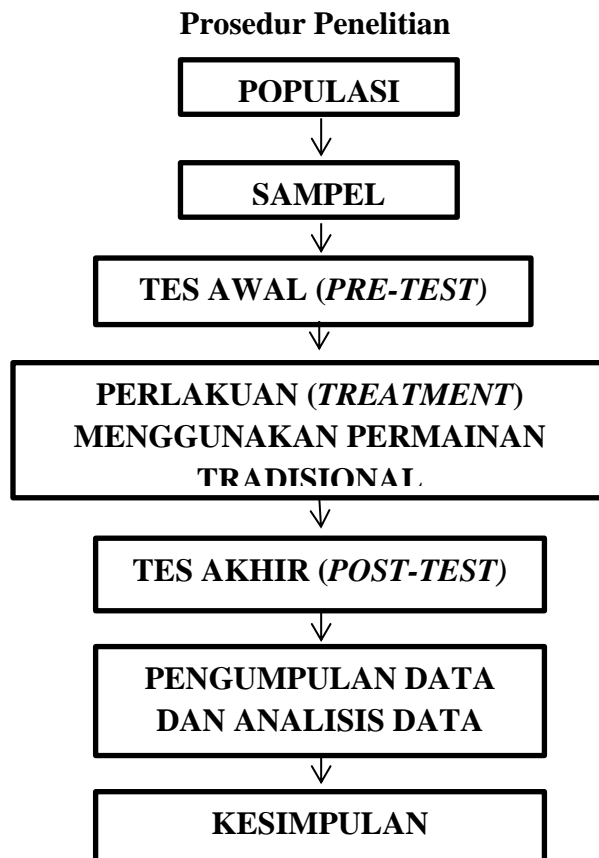 Prosedur Penelitian
POPULASI
SAMPEL
TES AWAL (PRE-TEST)
PERLAKUAN (TREATMENT)
MENGGUNAKAN PERMAINAN
TRADISIONAL
TES AKHIR (POST-TEST)
PENGUMPULAN DATA
DAN ANALISIS DATA
KESIMPULAN